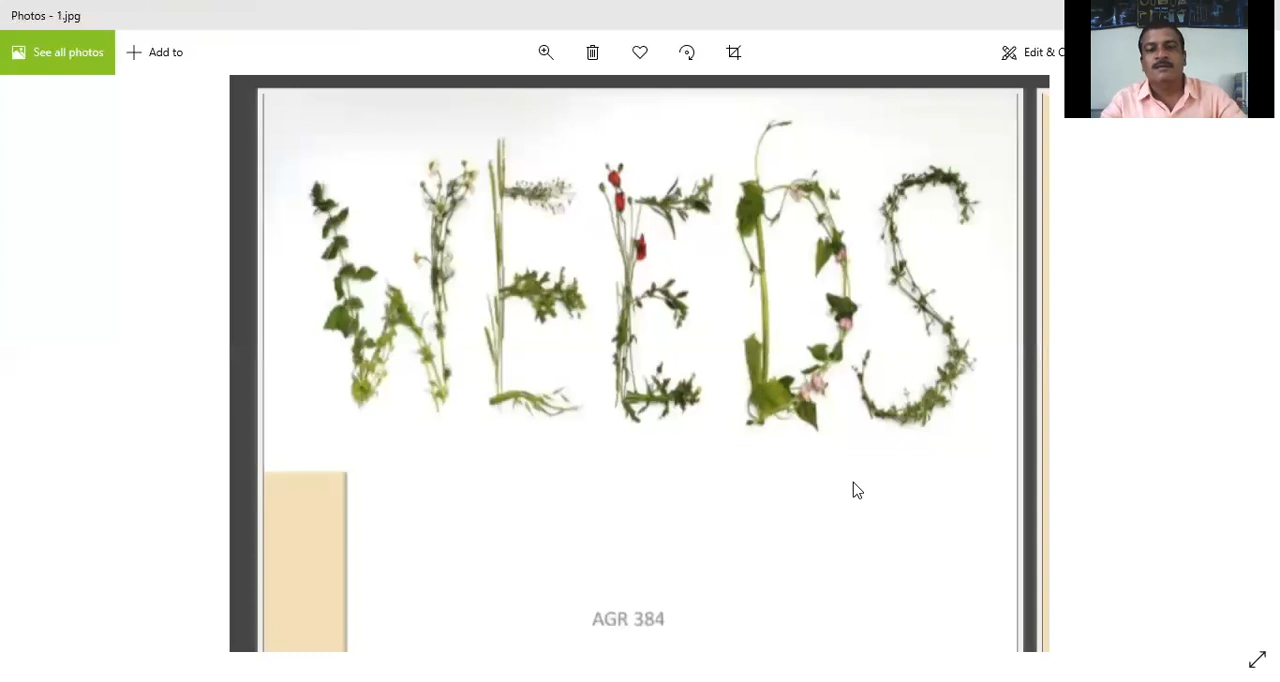 Photos - 1.jpg
See all photos
Add to
Edit & C
WEEDS
AGR 384